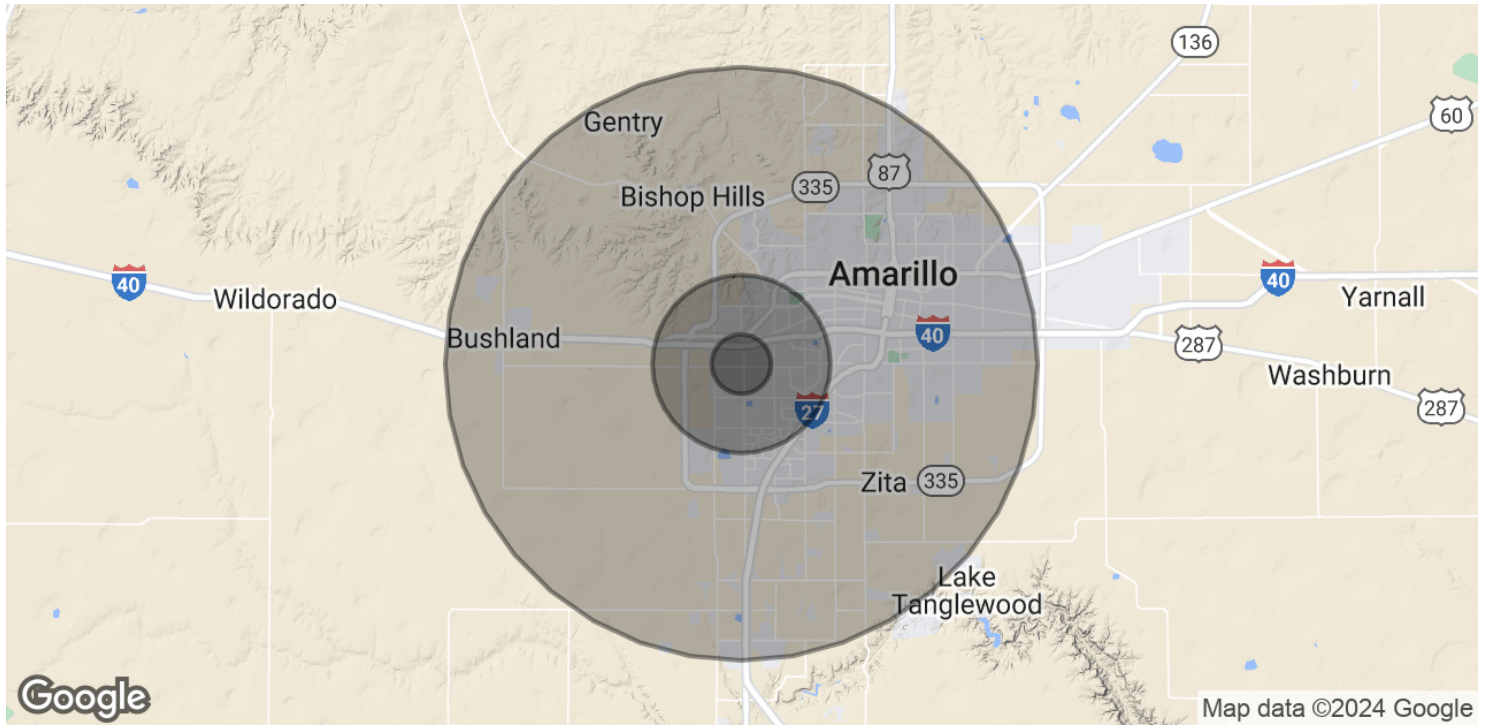 136
60
Gentry
87
335
Bishop Hills
Amarillo
40
40
Wildorado
Yarnall
Bushland
40
287
Washburn
287
27
Zita
335
Lake
Tanglewood
Google
Map data ©2024 Google